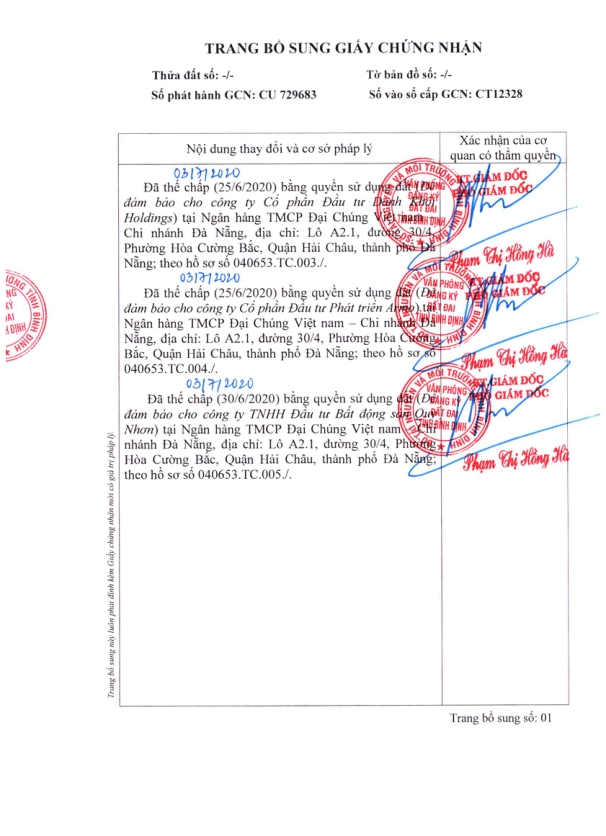 TRANG BỔ SUNG GIẤY CHỨNG NHẬN
Thửa đất số: -/-
Tờ bản đồ số: -/-
Số phát hành GCN: CU 729683
Số vào sổ cấp GCN: CT12328
Nội dung thay đổi và cơ sở pháp lý
Xác nhận của cơ
quan có thẩm quyền
03/7/2020
Đã thế chấp (25/6/2020) bằng quyền sử dụng đất (Để
đảm bảo cho công ty Cổ phần Đầu tư Danh Khôi
Holdings) tại Ngân hàng TMCP Đại Chúng Việt nam –
Chi nhánh Đà Nẵng, địa chỉ: Lô A2.1, đường 30/4,
Phường Hòa Cường Bắc, Quận Hải Châu, thành phố Đà
Nẵng; theo hồ sơ số 040653.TC.003./.
KT.GIÁM ĐỐC
PHÓ GIÁM ĐỐC
Phạm Thị Hồng Hà
03/7/2020
Đã thế chấp (25/6/2020) bằng quyền sử dụng đất (Để
đảm bảo cho công ty Cổ phần Đầu tư Phát triển Armo) tại
Ngân hàng TMCP Đại Chúng Việt nam – Chi nhánh Đà
Nẵng, địa chỉ: Lô A2.1, đường 30/4, Phường Hòa Cường
Bắc, Quận Hải Châu, thành phố Đà Nẵng; theo hồ sơ số
040653.TC.004./.
KT.GIÁM ĐỐC
PHÓ GIÁM ĐỐC
Phạm Thị Hồng Hà
03/7/2020
Đã thế chấp (30/6/2020) bằng quyền sử dụng đất (Để
đảm bảo cho công ty TNHH Đầu tư Bất động sản Quy
Nhơn) tại Ngân hàng TMCP Đại Chúng Việt nam – Chi
nhánh Đà Nẵng, địa chỉ: Lô A2.1, đường 30/4, Phường
Hòa Cường Bắc, Quận Hải Châu, thành phố Đà Nẵng;
theo hồ sơ số 040653.TC.005./.
KT.GIÁM ĐỐC
PHÓ GIÁM ĐỐC
Phạm Thị Hồng Hà
VĂN PHÒNG
ĐĂNG KÝ
ĐẤT ĐAI
TỈNH BÌNH ĐỊNH
Trang bổ sung này luôn phải đính kèm Giấy chứng nhận mới có giá trị pháp lý.
Trang bổ sung số: 01